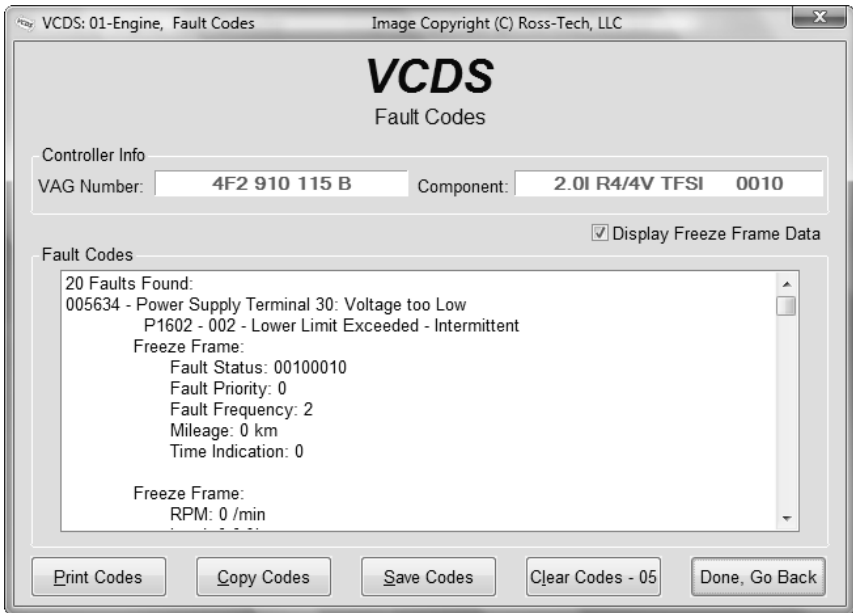 VCDS: 01-Engine, Fault Codes Image Copyright (C) Ross-Tech, LLC
VCDS
Fault Codes
Controller Info
VAG Number: 4F2 910 115 B Component: 2.0l R4/4V TFSI 0010
Display Freeze Frame Data
Fault Codes
20 Faults Found:
005634 - Power Supply Terminal 30: Voltage too Low
P1602 - 002 - Lower Limit Exceeded - Intermittent
Freeze Frame:
Fault Status: 00100010
Fault Priority: 0
Fault Frequency: 2
Mileage: 0 km
Time Indication: 0
Freeze Frame:
RPM: 0 /min
Print Codes Copy Codes Save Codes Clear Codes - 05 Done, Go Back